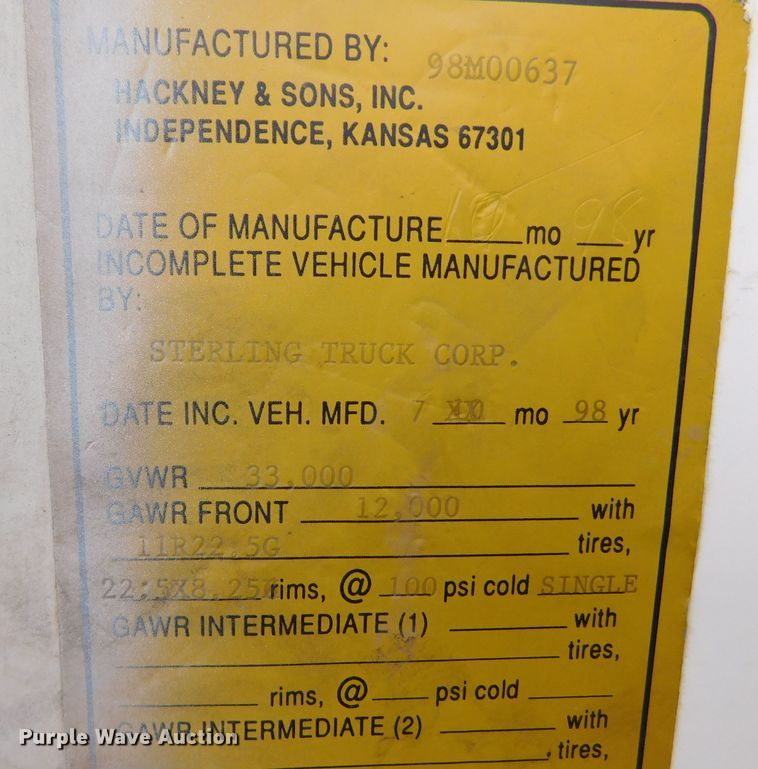 MANUFACTURED BY: 98M00637
HACKNEY & SONS, INC.
INDEPENDENCE, KANSAS 67301
DATE OF MANUFACTURE 10 mo 98 yr
INCOMPLETE VEHICLE MANUFACTURED
BY:
STERLING TRUCK CORP.
DATE INC. VEH. MFD. 7 mo 98 yr
GVWR 33,000
GAWR FRONT 12,000 with
11R22.5G tires,
22.5X8.25 rims, @ 100 psi cold SINGLE
GAWR INTERMEDIATE (1) with
tires,
rims, @ psi cold
GAWR INTERMEDIATE (2) with
tires,
Purple Wave Auction